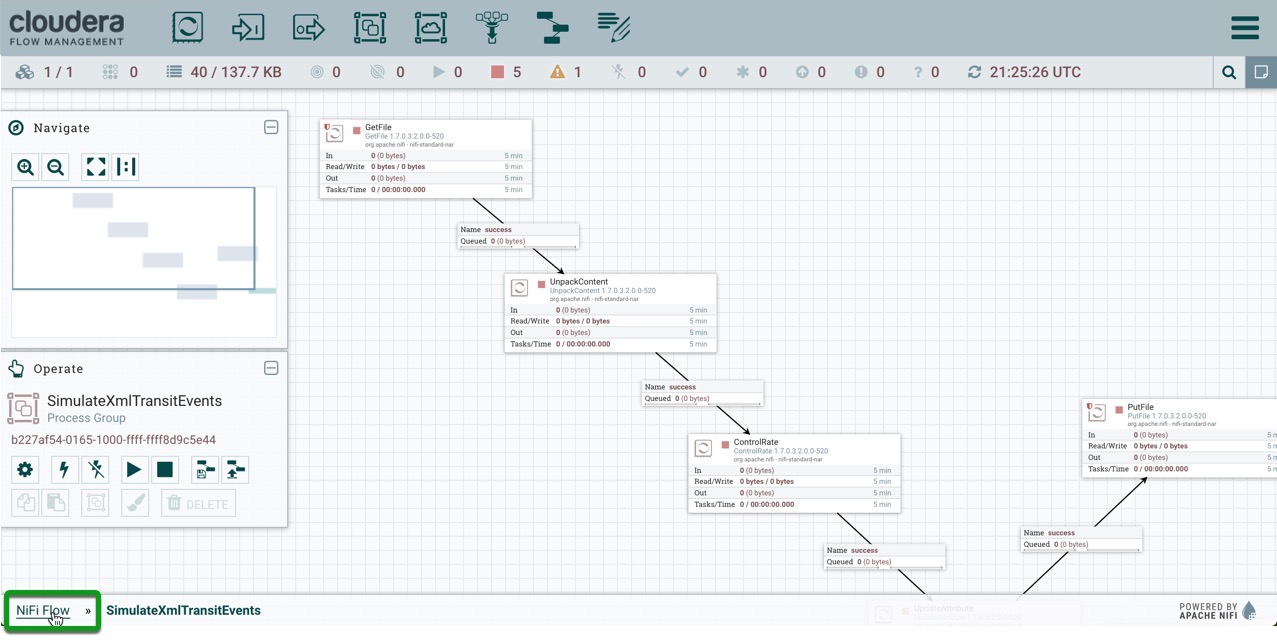 cloudera
FLOW MANAGEMENT
1 / 1
0
40 / 137.7 KB
0
0
0
5
1
0
0
0
0
0
0
21:25:26 UTC
Navigate
GetFile
GetFile 1.7.0.3.2.0.0-520
org.apache.nifi - nifi-standard-nar
In 0 (0 bytes) 5 min
Read/Write 0 bytes / 0 bytes 5 min
Out 0 (0 bytes) 5 min
Tasks/Time 0 / 00:00:00.000 5 min
Name success
Queued 0 (0 bytes)
UnpackContent
UnpackContent 1.7.0.3.2.0.0-520
org.apache.nifi - nifi-standard-nar
In 0 (0 bytes) 5 min
Read/Write 0 bytes / 0 bytes 5 min
Out 0 (0 bytes) 5 min
Tasks/Time 0 / 00:00:00.000 5 min
Operate
SimulateXmlTransitEvents
Process Group
b227af54-0165-1000-ffff-ffff8d9c5e44
DELETE
Name success
Queued 0 (0 bytes)
ControlRate
ControlRate 1.7.0.3.2.0.0-520
org.apache.nifi - nifi-standard-nar
In 0 (0 bytes) 5 min
Read/Write 0 bytes / 0 bytes 5 min
Out 0 (0 bytes) 5 min
Tasks/Time 0 / 00:00:00.000 5 min
PutFile
PutFile 1.7.0.3.2.0.0-520
org.apache.nifi - nifi-standard-nar
In 0 (0 bytes) 5 m
Read/Write 0 bytes / 0 bytes 5 m
Out 0 (0 bytes) 5 m
Tasks/Time 0 / 00:00:00.000 5 m
Name success
Queued 0 (0 bytes)
Name success
Queued 0 (0 bytes)
UpdateAttribute
NiFi Flow » SimulateXmlTransitEvents
POWERED BY
APACHE NIFI